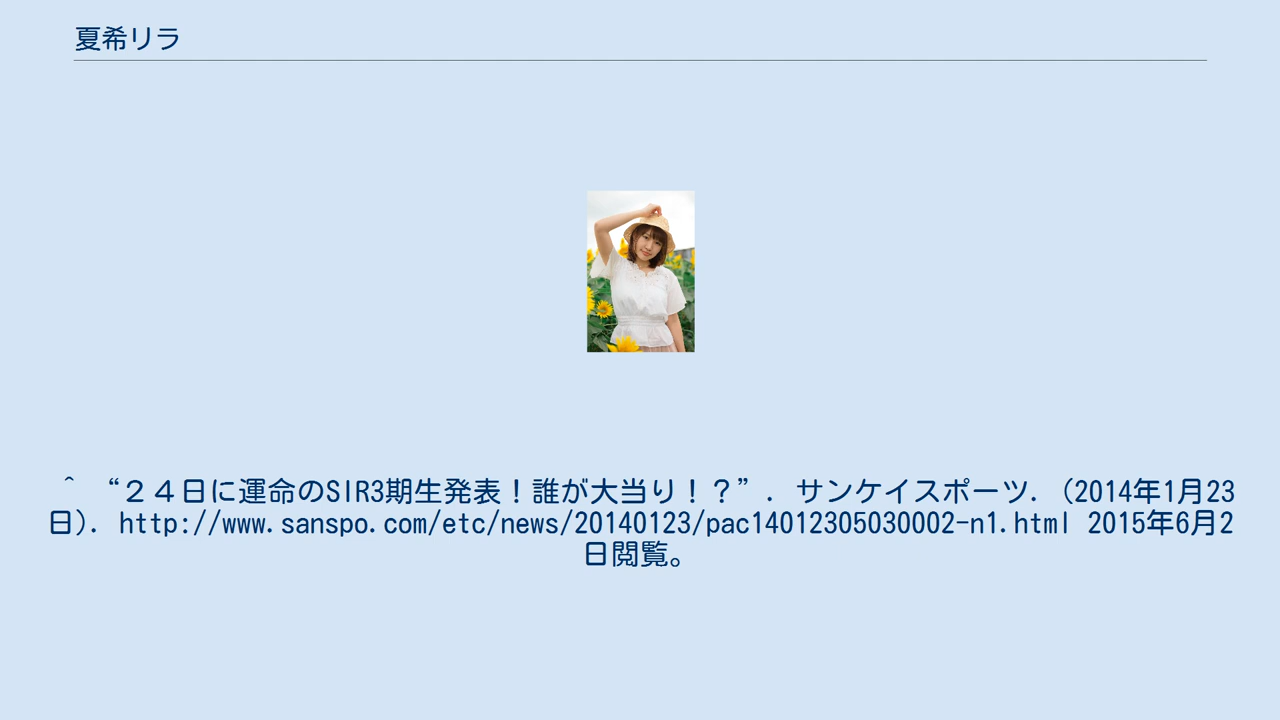 夏希リラ
^ “２４日に運命のSIR3期生発表！誰が大当り！？”. サンケイスポーツ. (2014年1月23
日). http://www.sanspo.com/etc/news/20140123/pac14012305030002-n1.html 2015年6月2
日閲覧。